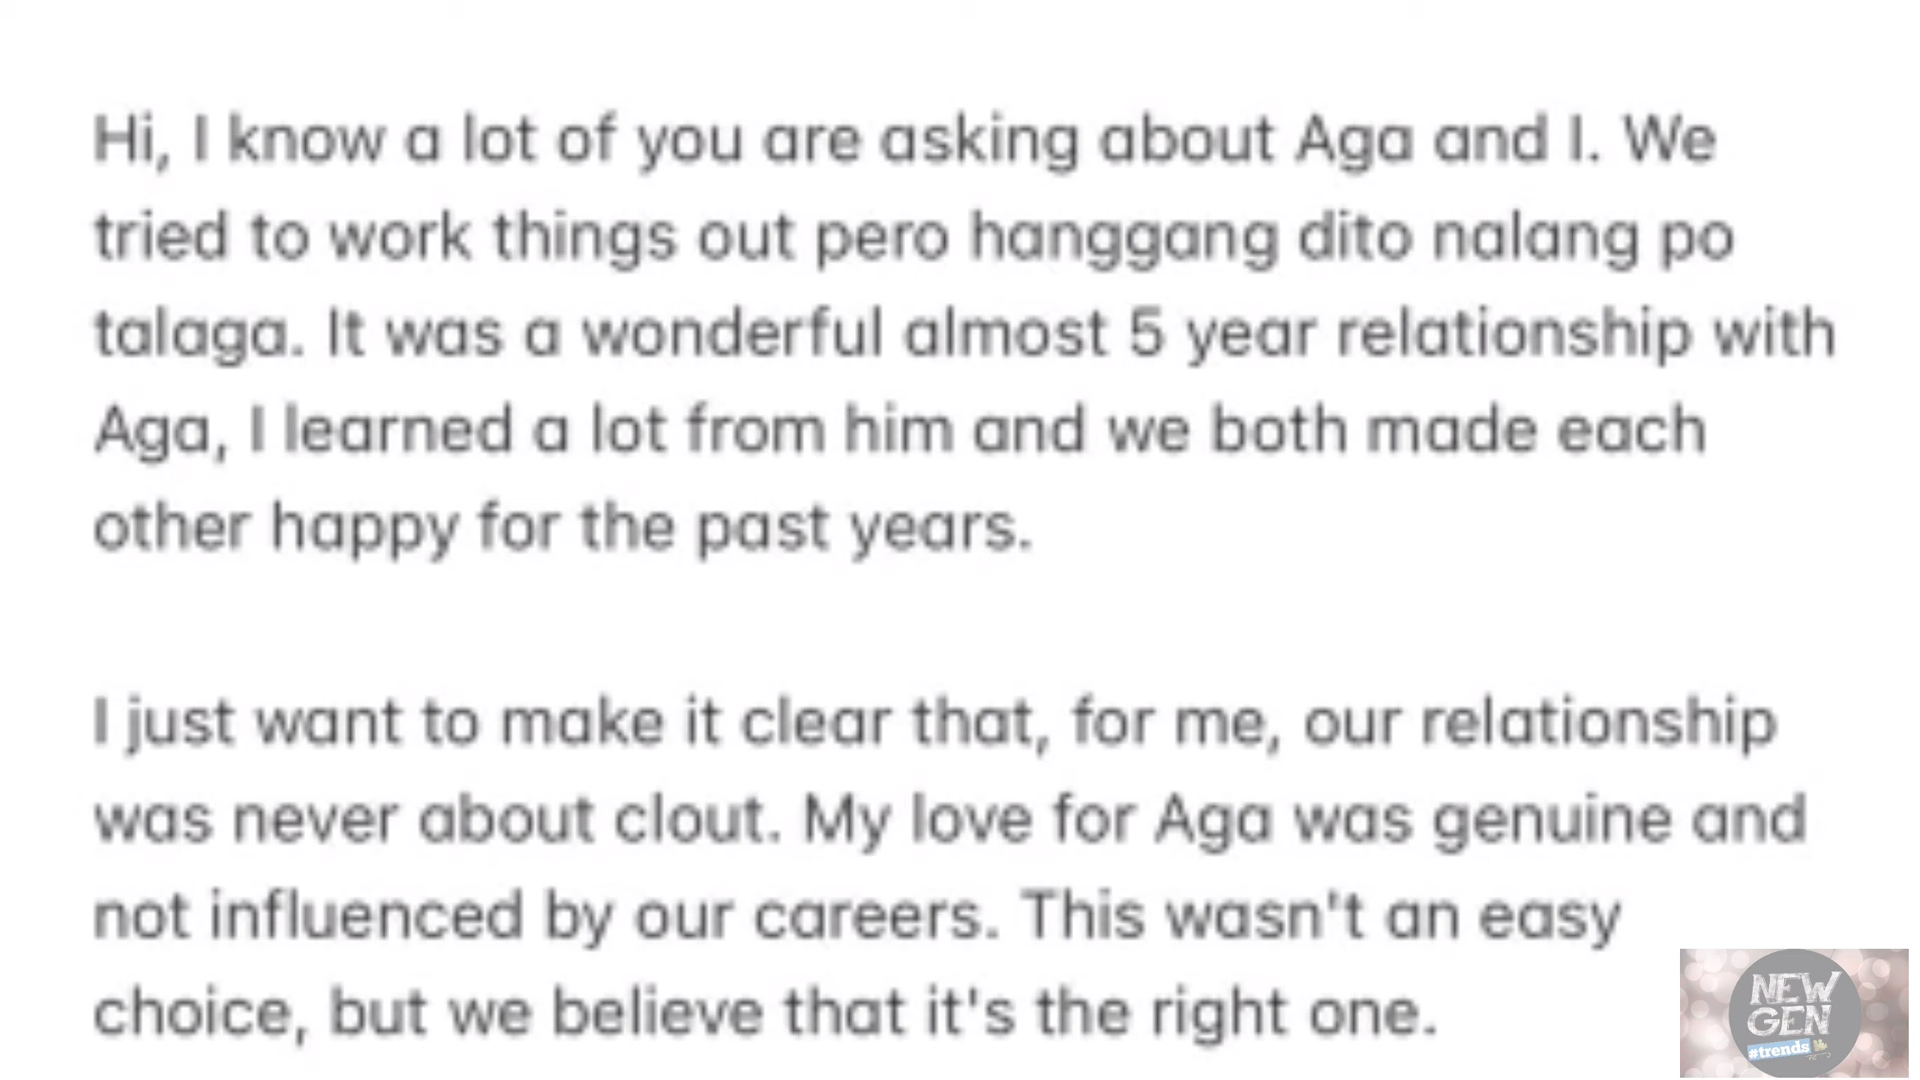 Hi, I know a lot of you are asking about Aga and I. We
tried to work things out pero hanggang dito nalang po
talaga. It was a wonderful almost 5 year relationship with
Aga, I learned a lot from him and we both made each
other happy for the past years.
I just want to make it clear that, for me, our relationship
was never about clout. My love for Aga was genuine and
not influenced by our careers. This wasn't an easy
choice, but we believe that it's the right one.
NEW
GEN
#trends